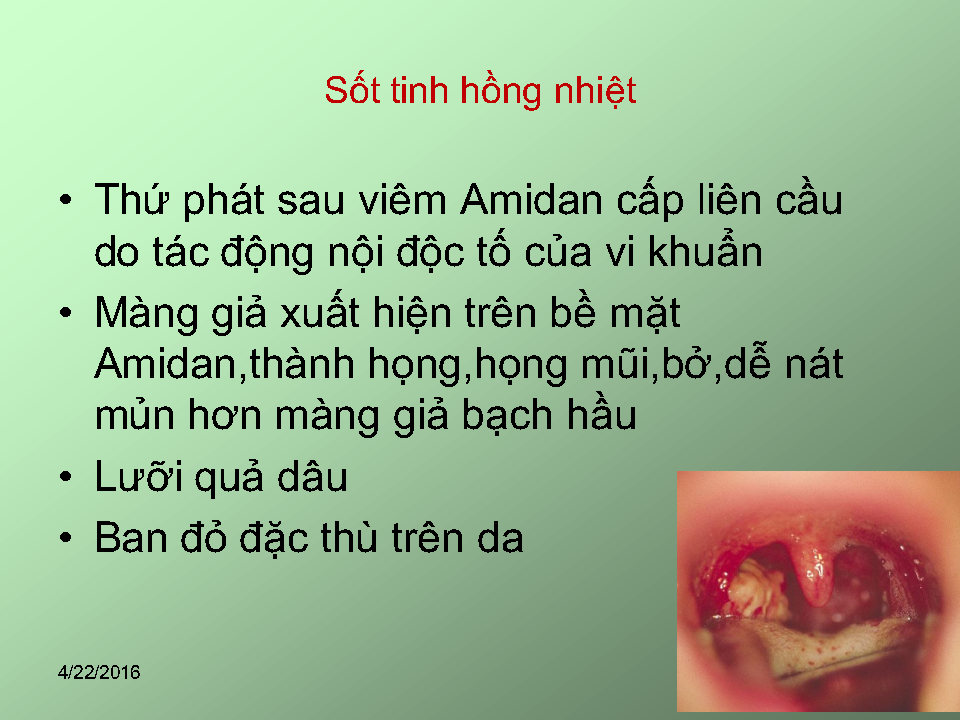 Sốt tinh hồng nhiệt
• Thứ phát sau viêm Amidan cấp liên cầu
do tác động nội độc tố của vi khuẩn
• Màng giả xuất hiện trên bề mặt
Amidan,thành họng,họng mũi,bở,dễ nát
mủn hơn màng giả bạch hầu
• Lưỡi quả dâu
• Ban đỏ đặc thù trên da
4/22/2016